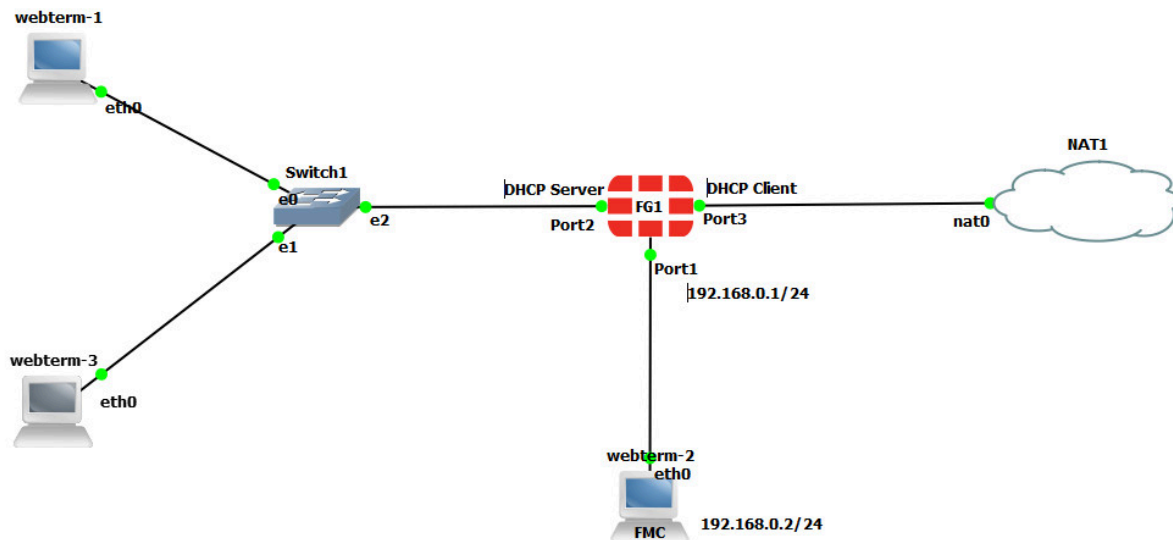 webterm-1
eth0
Switch1
e0
e2
e1
DHCP Server
Port2
FG1
DHCP Client
Port3
NAT1
nat0
Port1
192.168.0.1/24
webterm-3
eth0
webterm-2
eth0
FMC
192.168.0.2/24